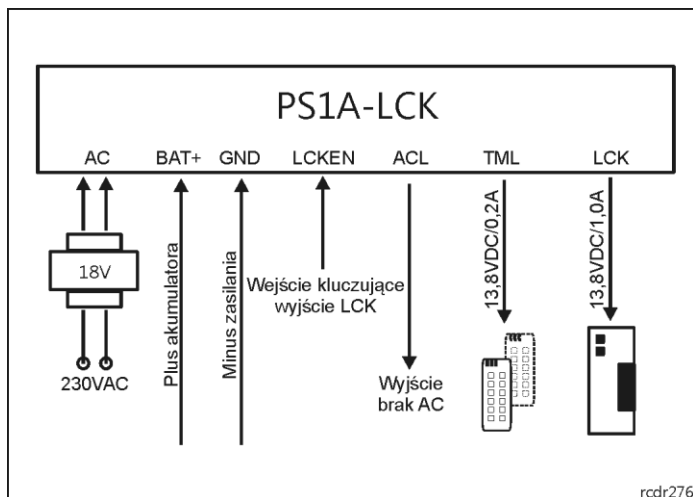 PS1A-LCK
AC BAT+ GND LCKEN ACL TML LCK
18V
230VAC
Plus akumulatora
Minus zasilania
Wejście kluczujące
wyjście LCK
Wyjście
brak AC
13,8VDC/0,2A
13,8VDC/1,0A
rcdr276